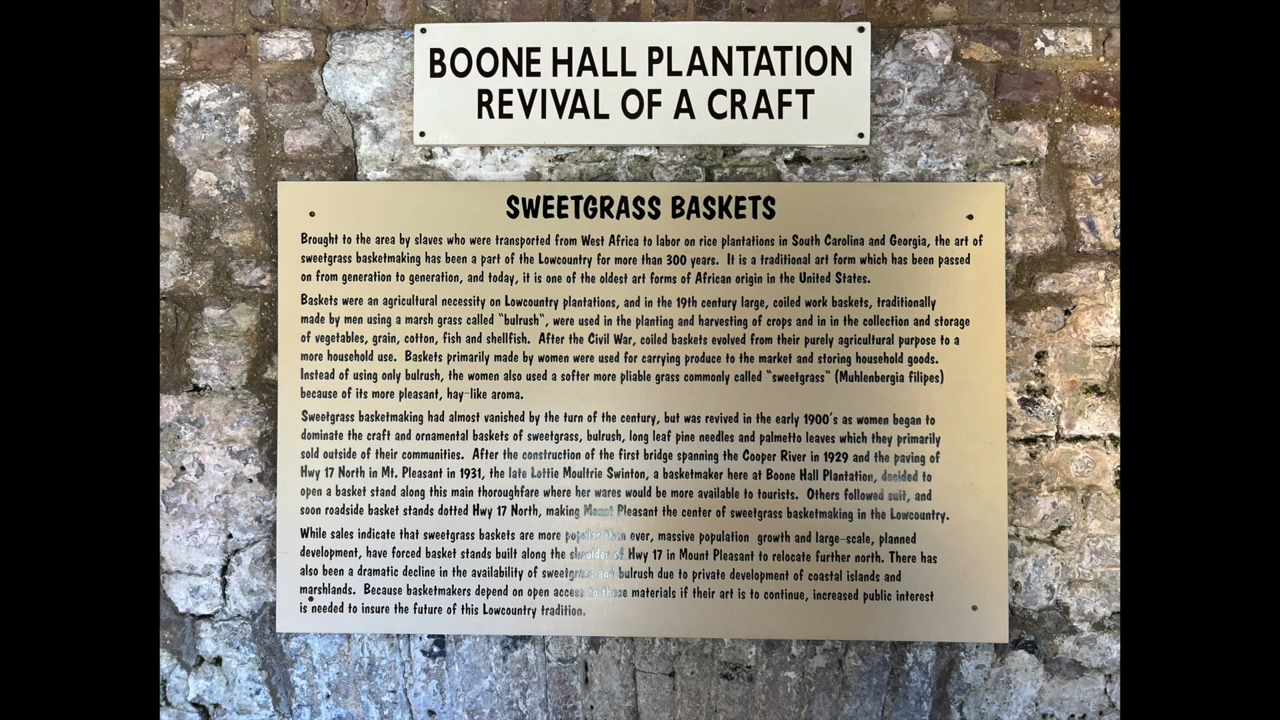 BOONE HALL PLANTATION
REVIVAL OF A CRAFT
SWEETGRASS BASKETS
Brought to the area by slaves who were transported from West Africa to labor on rice plantations in South Carolina and Georgia, the art of
sweetgrass basketmaking has been a part of the Lowcountry for more than 300 years. It is a traditional art form which has been passed
on from generation to generation, and today, it is one of the oldest art forms of African origin in the United States.
Baskets were an agricultural necessity on Lowcountry plantations, and in the 19th century large, coiled work baskets, traditionally
made by men using a marsh grass called "bulrush", were used in the planting and harvesting of crops and in in the collection and storage
of vegetables, grain, cotton, fish and shellfish. After the Civil War, coiled baskets evolved from their purely agricultural purpose to a
more household use. Baskets primarily made by women were used for carrying produce to the market and storing household goods.
Instead of using only bulrush, the women also used a softer more pliable grass commonly called "sweetgrass" (Muhlenbergia filipes)
because of its more pleasant, hay-like aroma.
Sweetgrass basketmaking had almost vanished by the turn of the century, but was revived in the early 1900's as women began to
dominate the craft and ornamental baskets of sweetgrass, bulrush, long leaf pine needles and palmetto leaves which they primarily
sold outside of their communities. After the construction of the first bridge spanning the Cooper River in 1929 and the paving of
Hwy 17 North in Mt. Pleasant in 1931, the late Lottie Moultrie Swinton, a basketmaker here at Boone Hall Plantation, decided to
open a basket stand along this main thoroughfare where her wares would be more available to tourists. Others followed suit, and
soon roadside basket stands dotted Hwy 17 North, making Mount Pleasant the center of sweetgrass basketmaking in the Lowcountry.
While sales indicate that sweetgrass baskets are more popular than ever, massive population growth and large-scale, planned
development, have forced basket stands built along the shoulder of Hwy 17 in Mount Pleasant to relocate further north. There has
also been a dramatic decline in the availability of sweetgrass and bulrush due to private development of coastal islands and
marshlands. Because basketmakers depend on open access to these materials if their art is to continue, increased public interest
is needed to insure the future of this Lowcountry tradition.